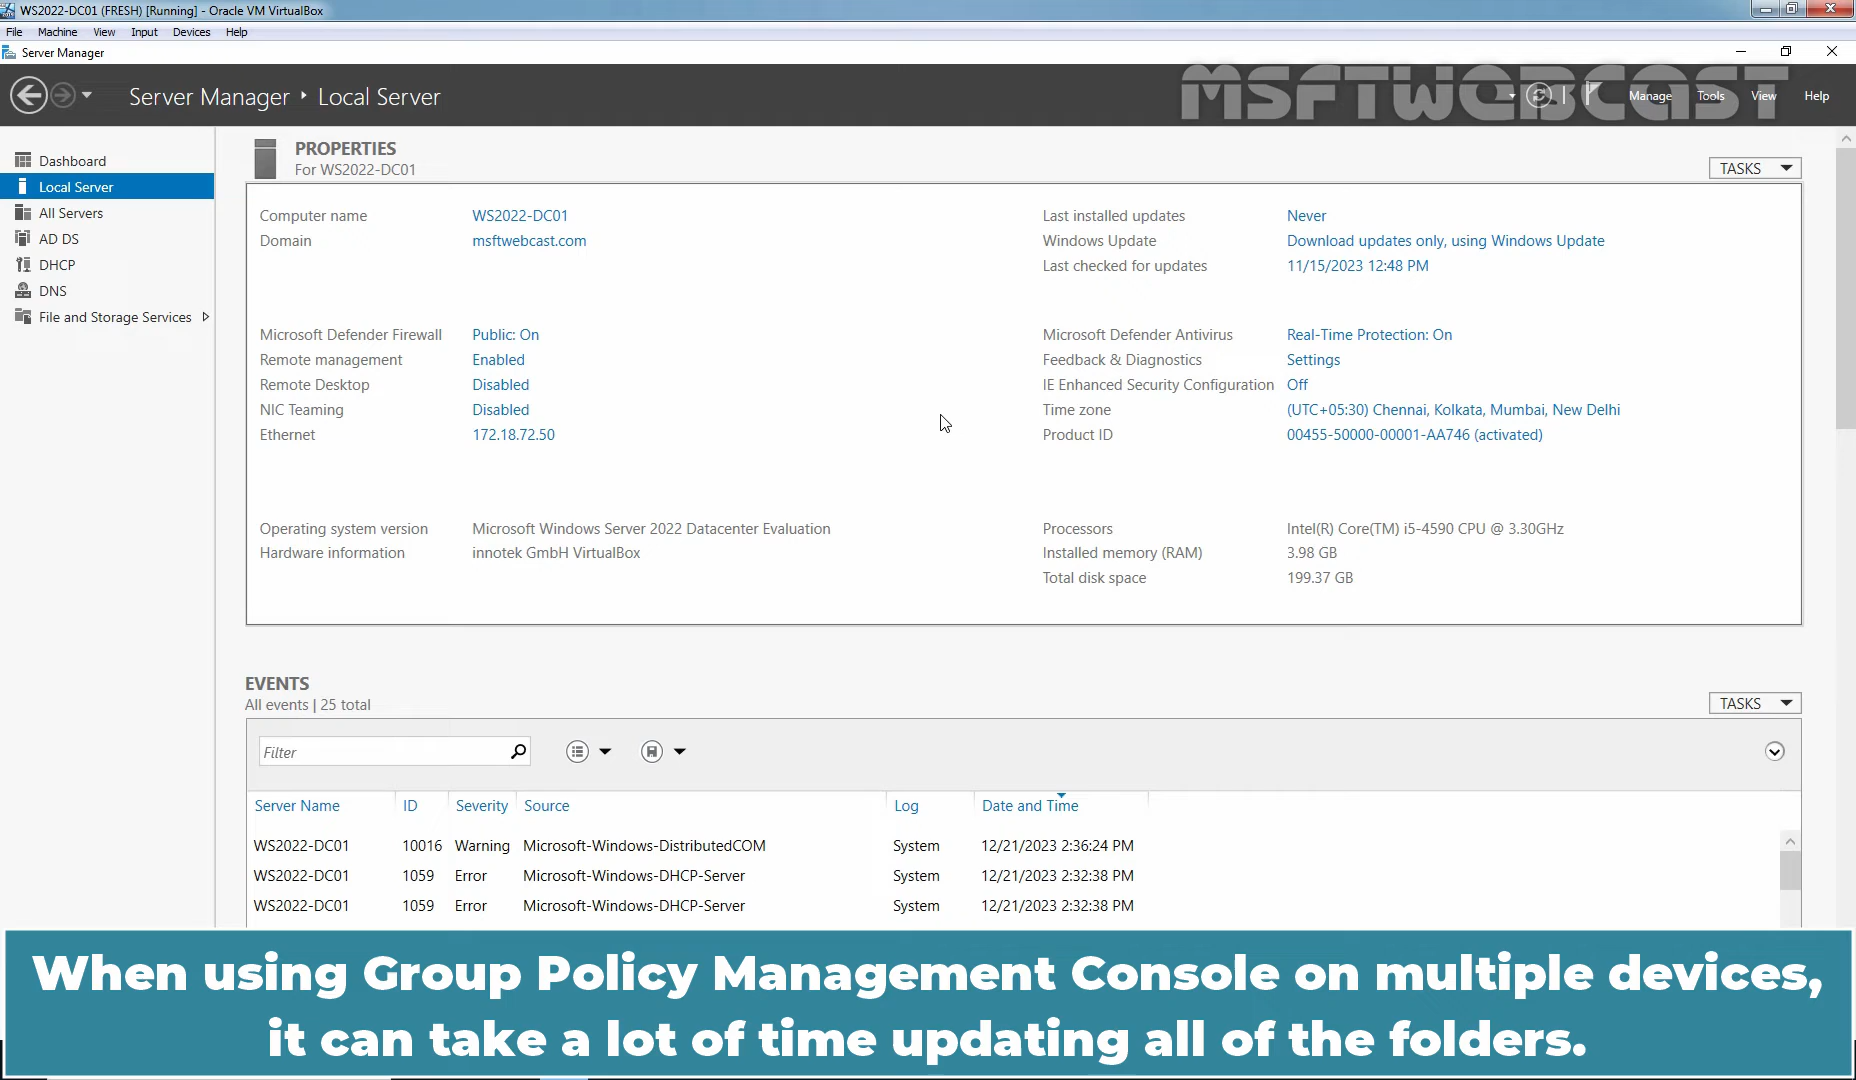 WS2022-DC01 (FRESH) [Running] - Oracle VM VirtualBox
File Machine View Input Devices Help
Server Manager
Server Manager ‣ Local Server
MSFTWEBCAST
Manage Tools View Help
Dashboard
Local Server
All Servers
AD DS
DHCP
DNS
File and Storage Services
PROPERTIES
For WS2022-DC01
TASKS
Computer name WS2022-DC01
Domain msftwebcast.com
Last installed updates Never
Windows Update Download updates only, using Windows Update
Last checked for updates 11/15/2023 12:48 PM
Microsoft Defender Firewall Public: On
Remote management Enabled
Remote Desktop Disabled
NIC Teaming Disabled
Ethernet 172.18.72.50
Microsoft Defender Antivirus Real-Time Protection: On
Feedback & Diagnostics Settings
IE Enhanced Security Configuration Off
Time zone (UTC+05:30) Chennai, Kolkata, Mumbai, New Delhi
Product ID 00455-50000-00001-AA746 (activated)
Operating system version Microsoft Windows Server 2022 Datacenter Evaluation
Hardware information innotek GmbH VirtualBox
Processors Intel(R) Core(TM) i5-4590 CPU @ 3.30GHz
Installed memory (RAM) 3.98 GB
Total disk space 199.37 GB
EVENTS
All events | 25 total
TASKS
Filter
Server Name ID Severity Source Log Date and Time
WS2022-DC01 10016 Warning Microsoft-Windows-DistributedCOM System 12/21/2023 2:36:24 PM
WS2022-DC01 1059 Error Microsoft-Windows-DHCP-Server System 12/21/2023 2:32:38 PM
WS2022-DC01 1059 Error Microsoft-Windows-DHCP-Server System 12/21/2023 2:32:38 PM
When using Group Policy Management Console on multiple devices,
it can take a lot of time updating all of the folders.